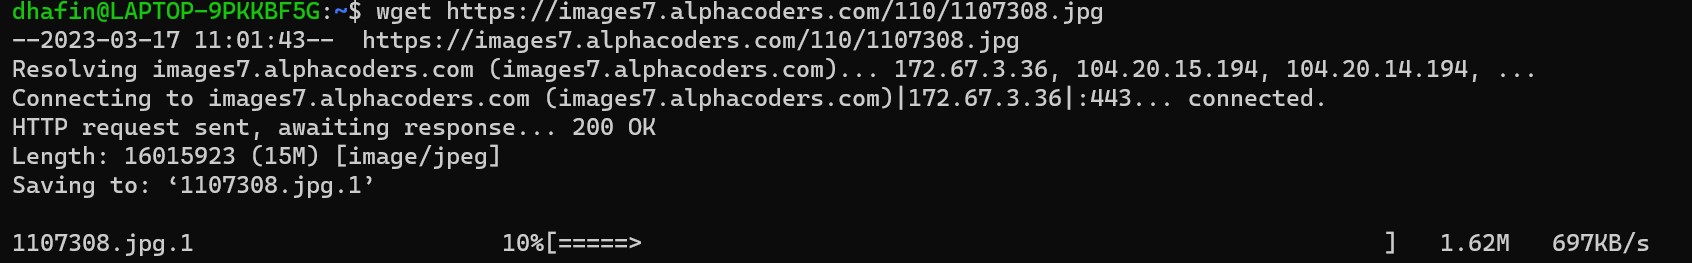 dhafin@LAPTOP-9PKKBF5G:~$ wget https://images7.alphacoders.com/110/1107308.jpg
--2023-03-17 11:01:43--  https://images7.alphacoders.com/110/1107308.jpg
Resolving images7.alphacoders.com (images7.alphacoders.com)... 172.67.3.36, 104.20.15.194, 104.20.14.194, ...
Connecting to images7.alphacoders.com (images7.alphacoders.com)|172.67.3.36|:443... connected.
HTTP request sent, awaiting response... 200 OK
Length: 16015923 (15M) [image/jpeg]
Saving to: ‘1107308.jpg.1’
1107308.jpg.1                      10%[=====>                                                     ]   1.62M   697KB/s